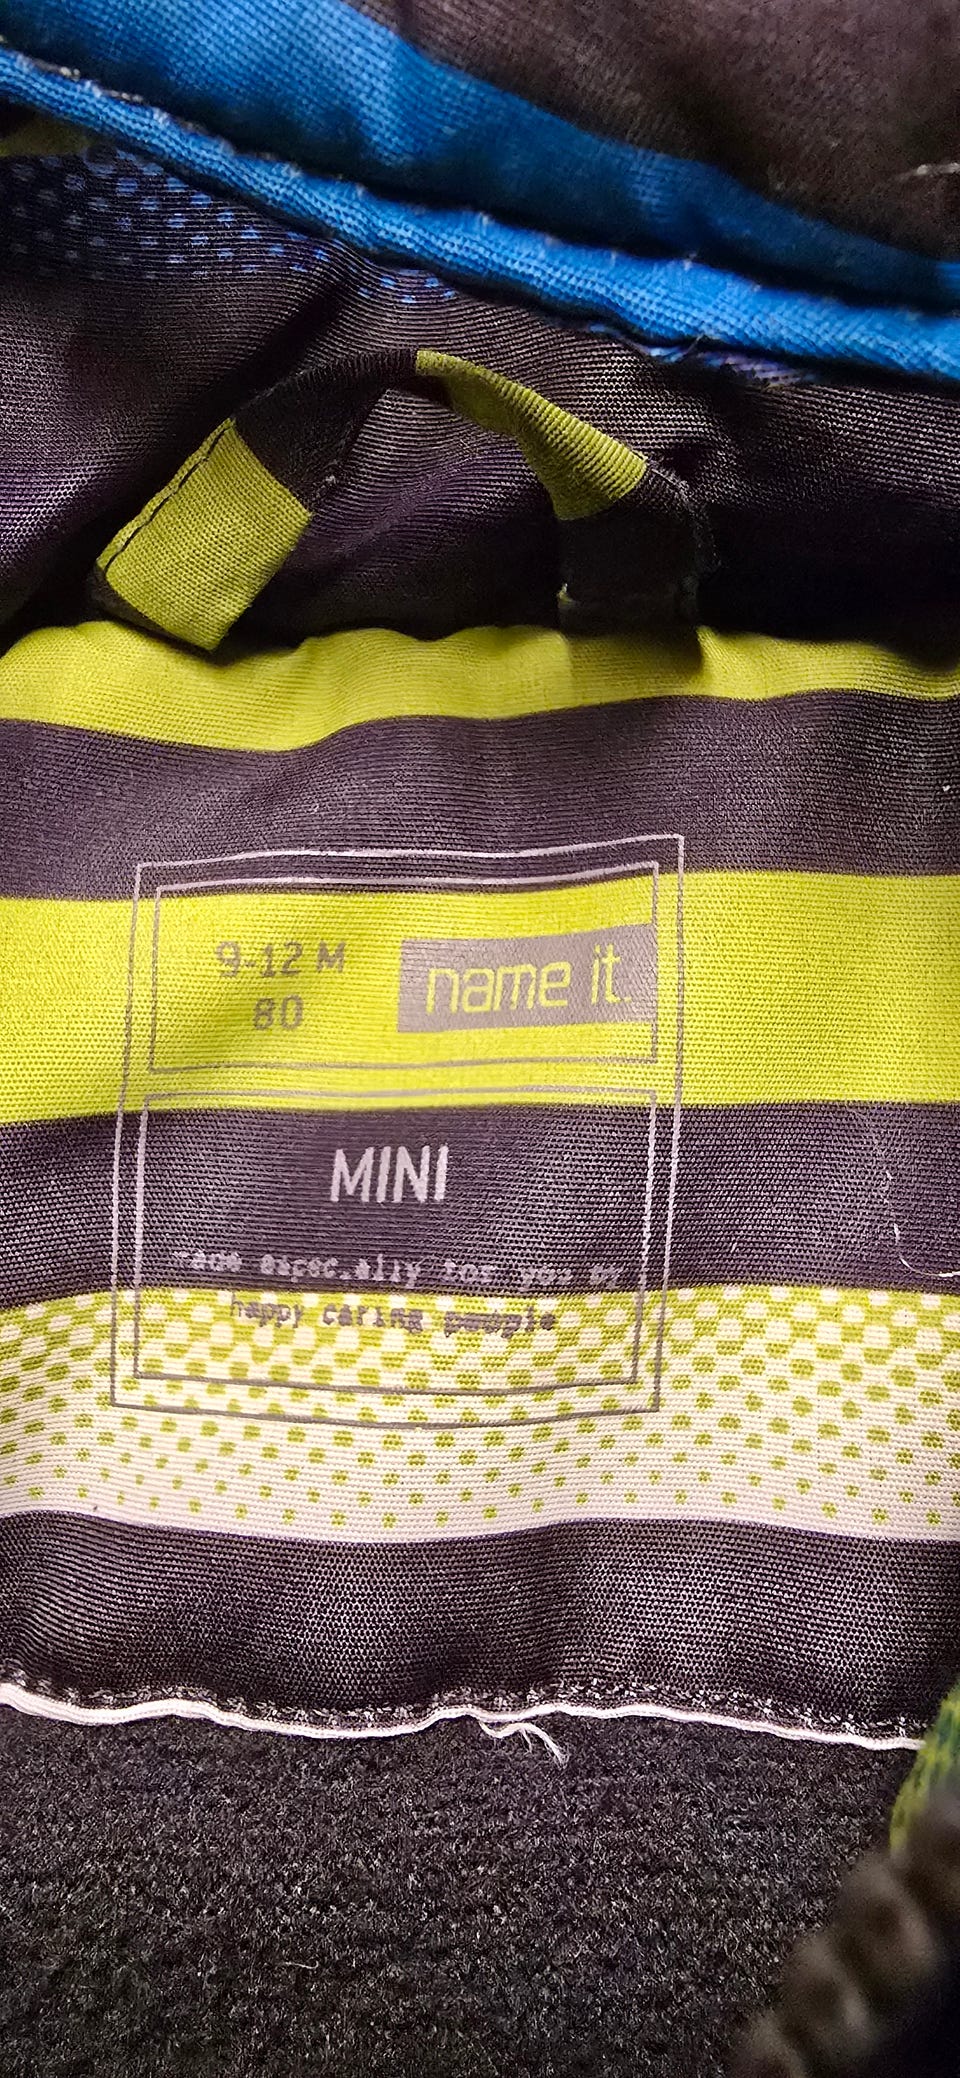 9-12 M
80
name it.
MINI
made especially for you by
happy caring people